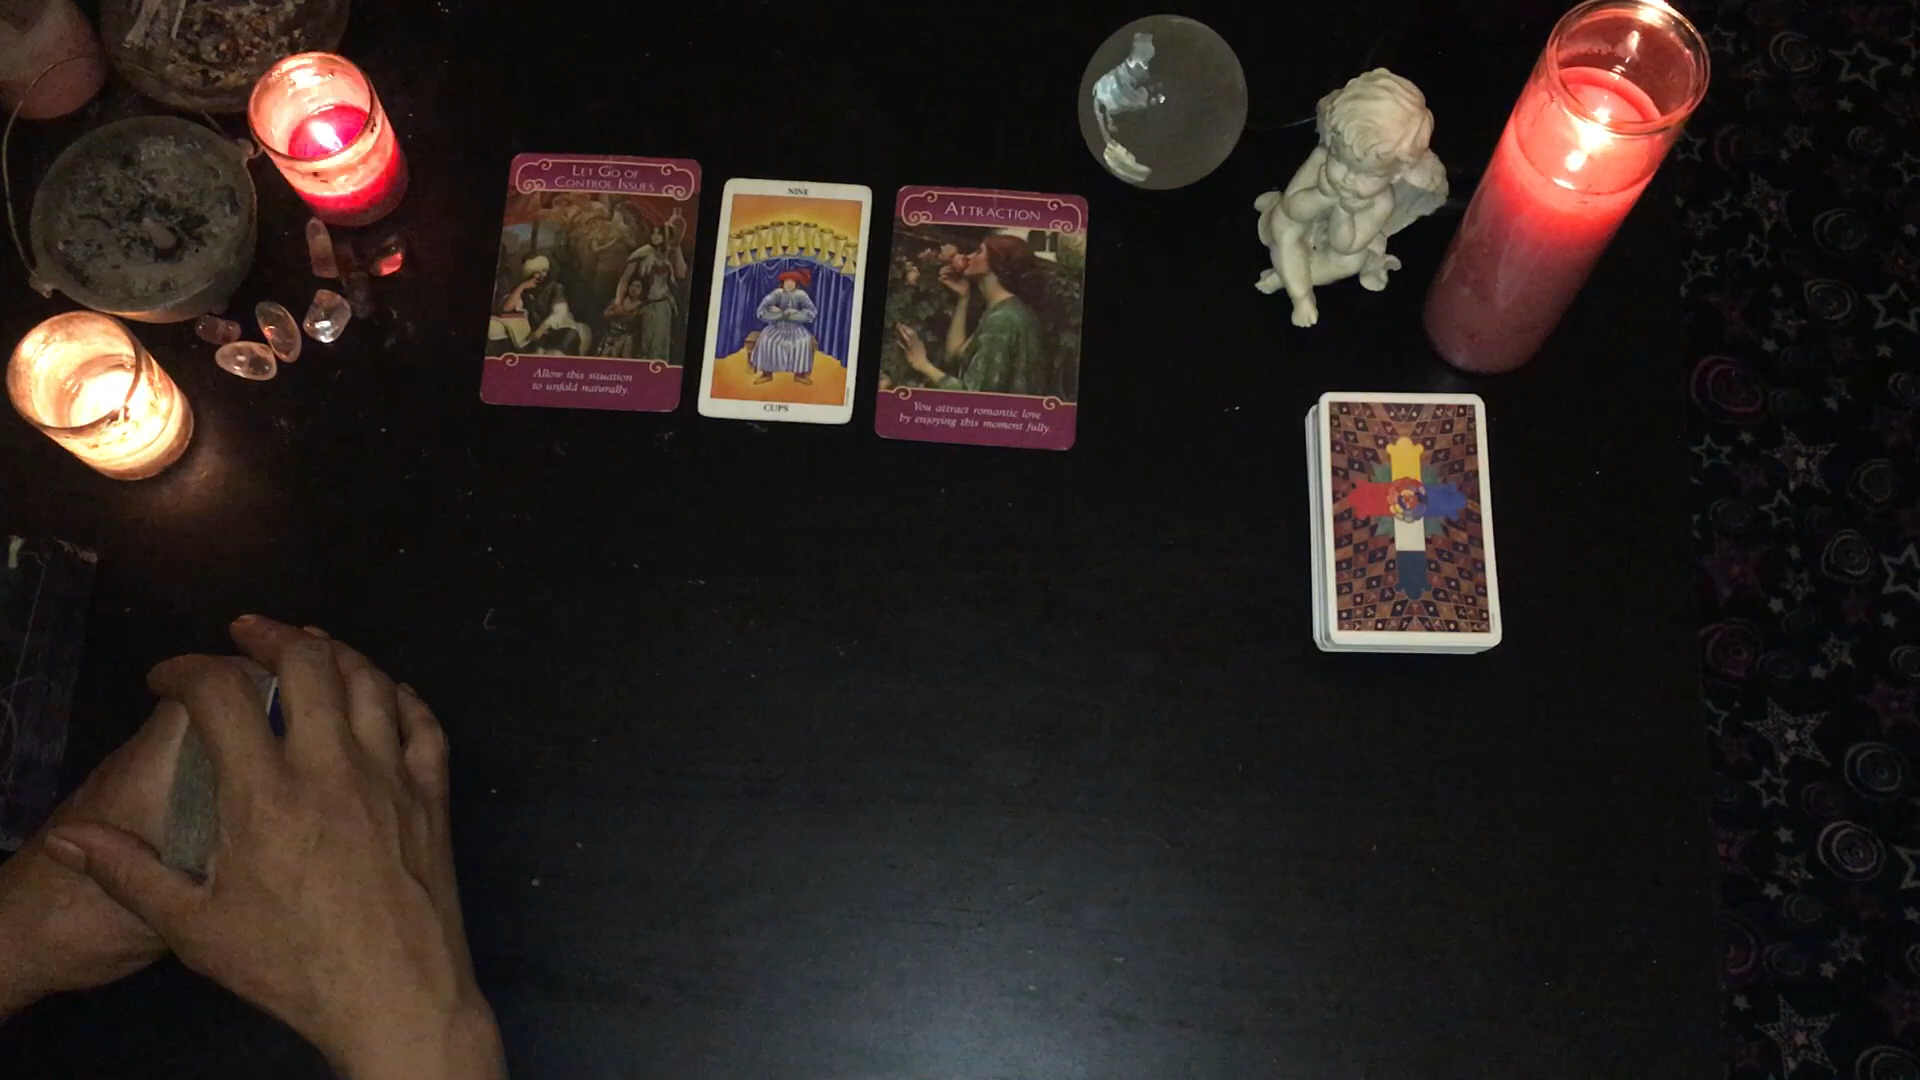 LET GO OF
CONTROL ISSUES
Allow this situation
to unfold naturally.
NINE
CUPS
ATTRACTION
You attract romantic love
by enjoying this moment fully.